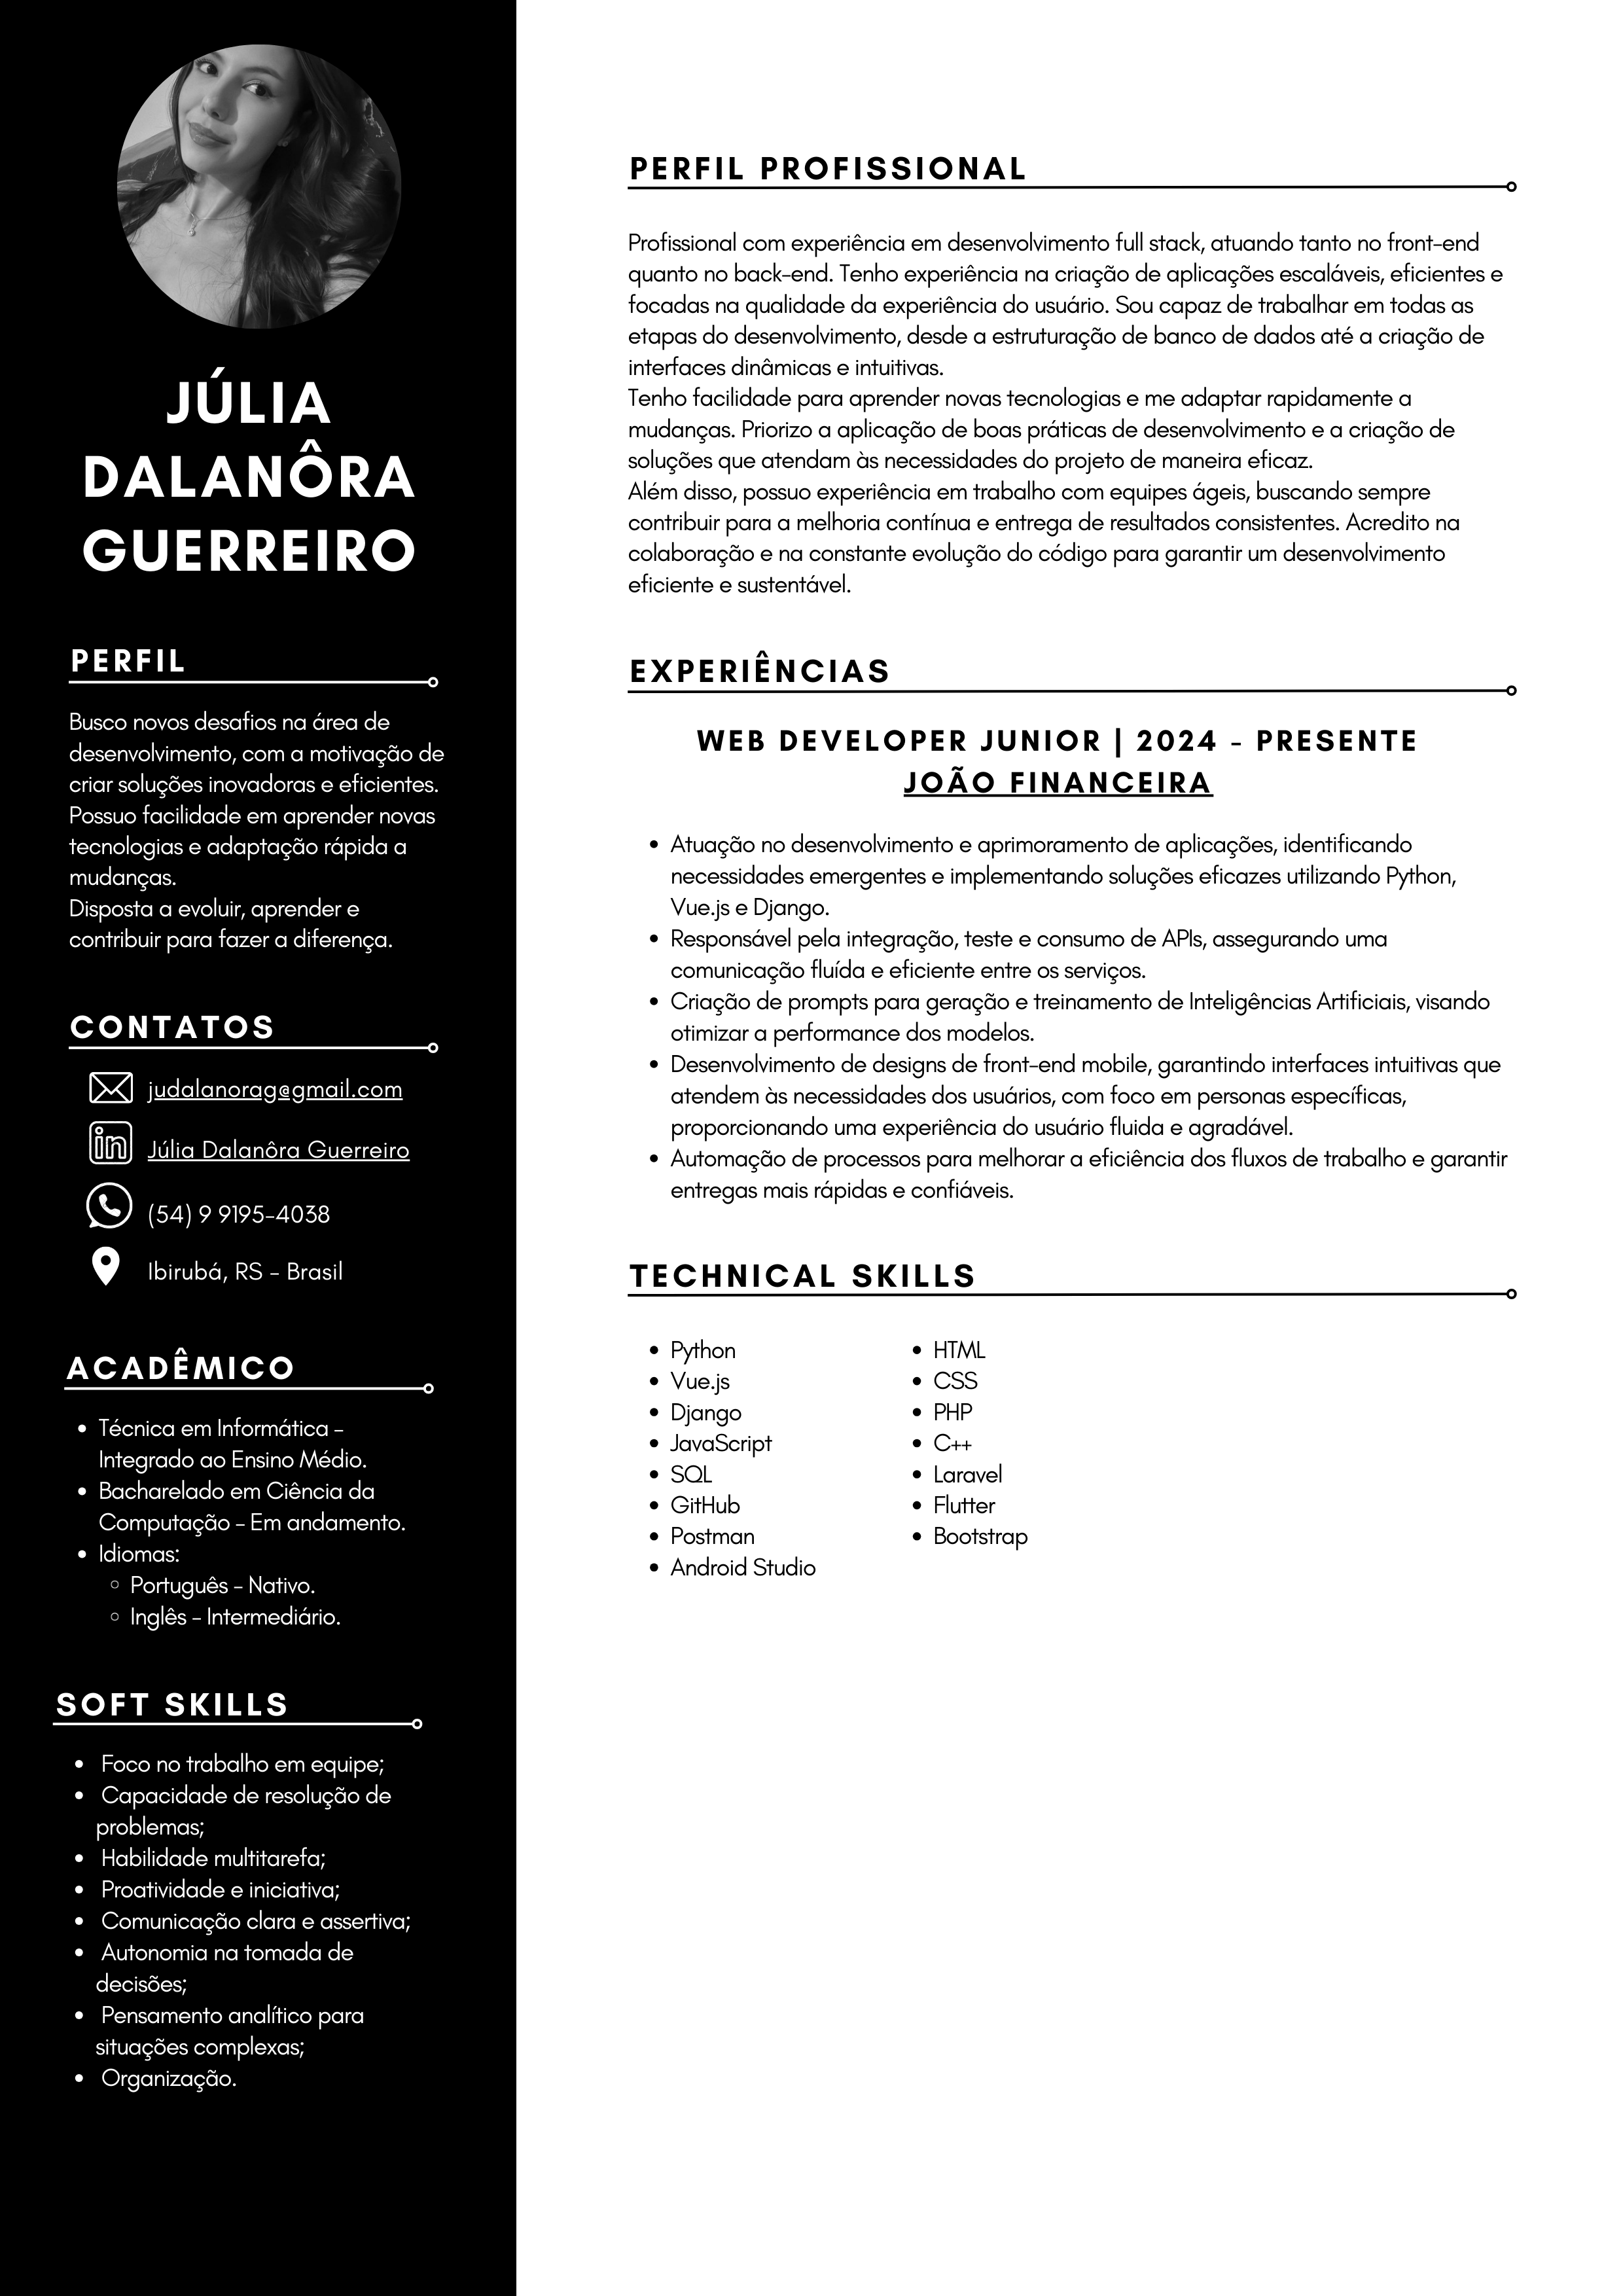 JÚLIA
DALANÔRA
GUERREIRO
PERFIL
Busco novos desafios na área de
desenvolvimento, com a motivação de
criar soluções inovadoras e eficientes.
Possuo facilidade em aprender novas
tecnologias e adaptação rápida a
mudanças.
Disposta a evoluir, aprender e
contribuir para fazer a diferença.
CONTATOS
judalanorag@gmail.com
in
Júlia Dalanôra Guerreiro
(54) 9 9195-4038
Ibirubá, RS - Brasil
ACADÊMICO
• Técnica em Informática -
Integrado ao Ensino Médio.
• Bacharelado em Ciência da
Computação - Em andamento.
• Idiomas:
◦ Português - Nativo.
◦ Inglês - Intermediário.
SOFT SKILLS
• Foco no trabalho em equipe;
• Capacidade de resolução de
problemas;
• Habilidade multitarefa;
• Proatividade e iniciativa;
• Comunicação clara e assertiva;
• Autonomia na tomada de
decisões;
• Pensamento analítico para
situações complexas;
• Organização.
PERFIL PROFISSIONAL
Profissional com experiência em desenvolvimento full stack, atuando tanto no front-end
quanto no back-end. Tenho experiência na criação de aplicações escaláveis, eficientes e
focadas na qualidade da experiência do usuário. Sou capaz de trabalhar em todas as
etapas do desenvolvimento, desde a estruturação de banco de dados até a criação de
interfaces dinâmicas e intuitivas.
Tenho facilidade para aprender novas tecnologias e me adaptar rapidamente a
mudanças. Priorizo a aplicação de boas práticas de desenvolvimento e a criação de
soluções que atendam às necessidades do projeto de maneira eficaz.
Além disso, possuo experiência em trabalho com equipes ágeis, buscando sempre
contribuir para a melhoria contínua e entrega de resultados consistentes. Acredito na
colaboração e na constante evolução do código para garantir um desenvolvimento
eficiente e sustentável.
EXPERIÊNCIAS
WEB DEVELOPER JUNIOR | 2024 - PRESENTE
JOÃO FINANCEIRA
• Atuação no desenvolvimento e aprimoramento de aplicações, identificando
necessidades emergentes e implementando soluções eficazes utilizando Python,
Vue.js e Django.
• Responsável pela integração, teste e consumo de APIs, assegurando uma
comunicação fluída e eficiente entre os serviços.
• Criação de prompts para geração e treinamento de Inteligências Artificiais, visando
otimizar a performance dos modelos.
• Desenvolvimento de designs de front-end mobile, garantindo interfaces intuitivas que
atendem às necessidades dos usuários, com foco em personas específicas,
proporcionando uma experiência do usuário fluida e agradável.
• Automação de processos para melhorar a eficiência dos fluxos de trabalho e garantir
entregas mais rápidas e confiáveis.
TECHNICAL SKILLS
• Python
• Vue.js
• Django
• JavaScript
• SQL
• GitHub
• Postman
• Android Studio
• HTML
• CSS
• PHP
• C++
• Laravel
• Flutter
• Bootstrap